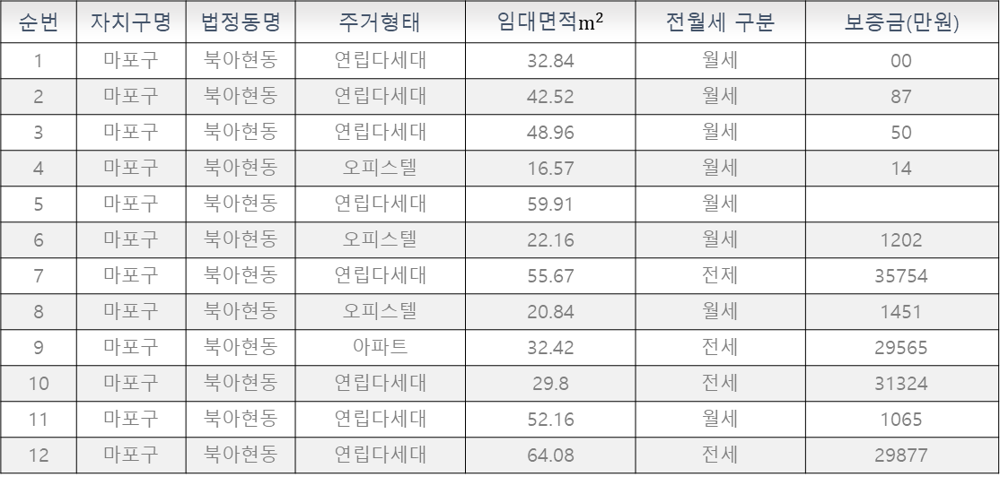 순번 자치구명 법정동명 주거형태 임대면적m² 전월세 구분 보증금(만원)
1 마포구 북아현동 연립다세대 32.84 월세 00
2 마포구 북아현동 연립다세대 42.52 월세 87
3 마포구 북아현동 연립다세대 48.96 월세 50
4 마포구 북아현동 오피스텔 16.57 월세 14
5 마포구 북아현동 연립다세대 59.91 월세
6 마포구 북아현동 오피스텔 22.16 월세 1202
7 마포구 북아현동 연립다세대 55.67 전제 35754
8 마포구 북아현동 오피스텔 20.84 월세 1451
9 마포구 북아현동 아파트 32.42 전세 29565
10 마포구 북아현동 연립다세대 29.8 전세 31324
11 마포구 북아현동 연립다세대 52.16 월세 1065
12 마포구 북아현동 연립다세대 64.08 전세 29877